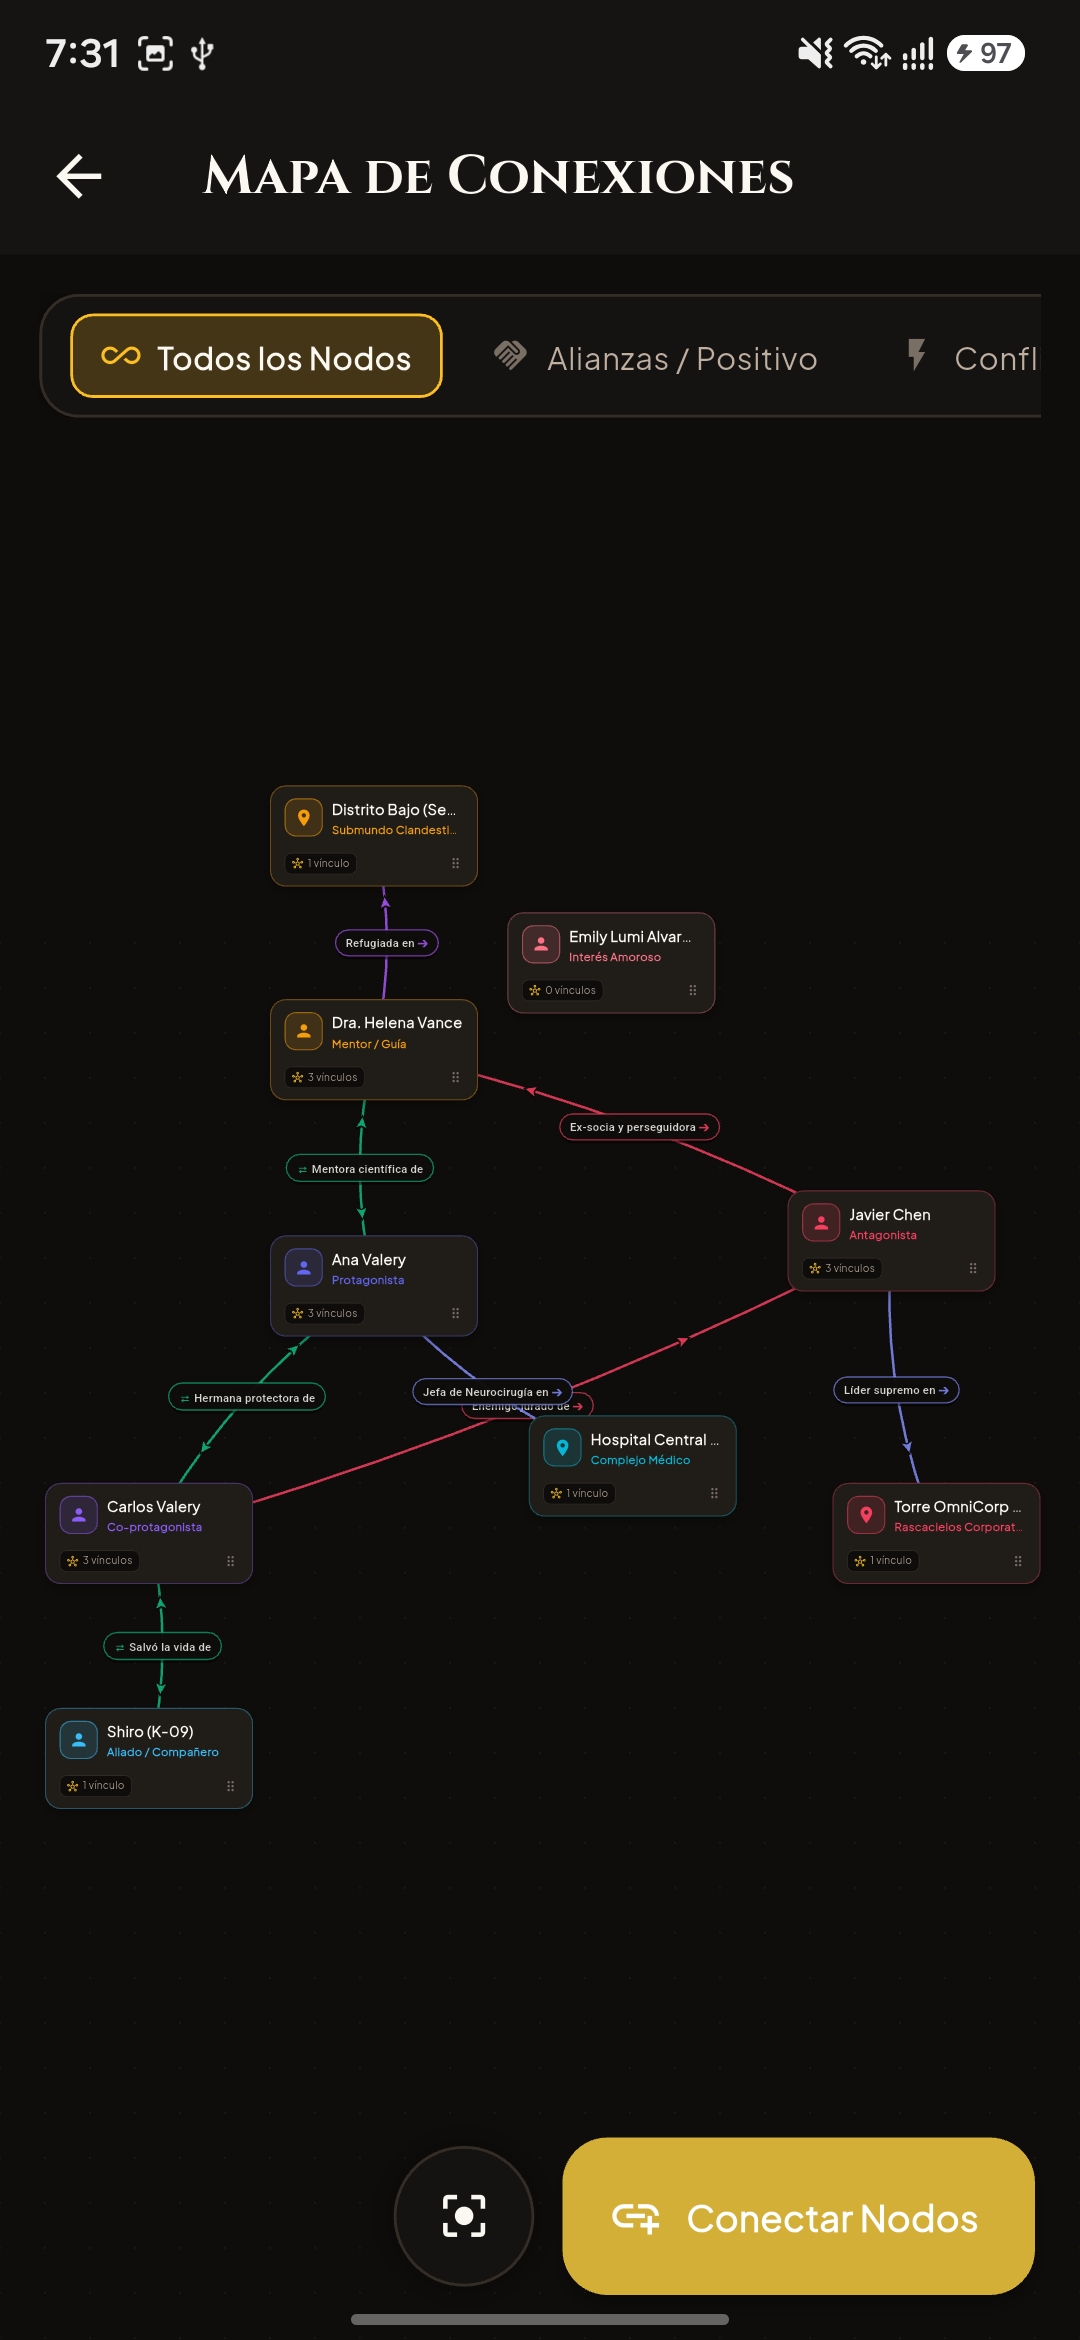 7:31
97
Mapa de Conexiones
Todos los Nodos
Alianzas / Positivo
Confl
Distrito Bajo (Se...
Submundo Clandesti...
1 vínculo
Refugiada en
Emily Lumi Alvar...
Interés Amoroso
0 vínculos
Dra. Helena Vance
Mentor / Guía
3 vínculos
Ex-socia y perseguidora
Mentora científica de
Javier Chen
Antagonista
3 vínculos
Ana Valery
Protagonista
3 vínculos
Hermana protectora de
Jefa de Neurocirugía en
Enemigo jurado de
Líder supremo en
Hospital Central ...
Complejo Médico
1 vínculo
Carlos Valery
Co-protagonista
3 vínculos
Torre OmniCorp ...
Rascacielos Corporat...
1 vínculo
Salvó la vida de
Shiro (K-09)
Aliado / Compañero
1 vínculo
Conectar Nodos